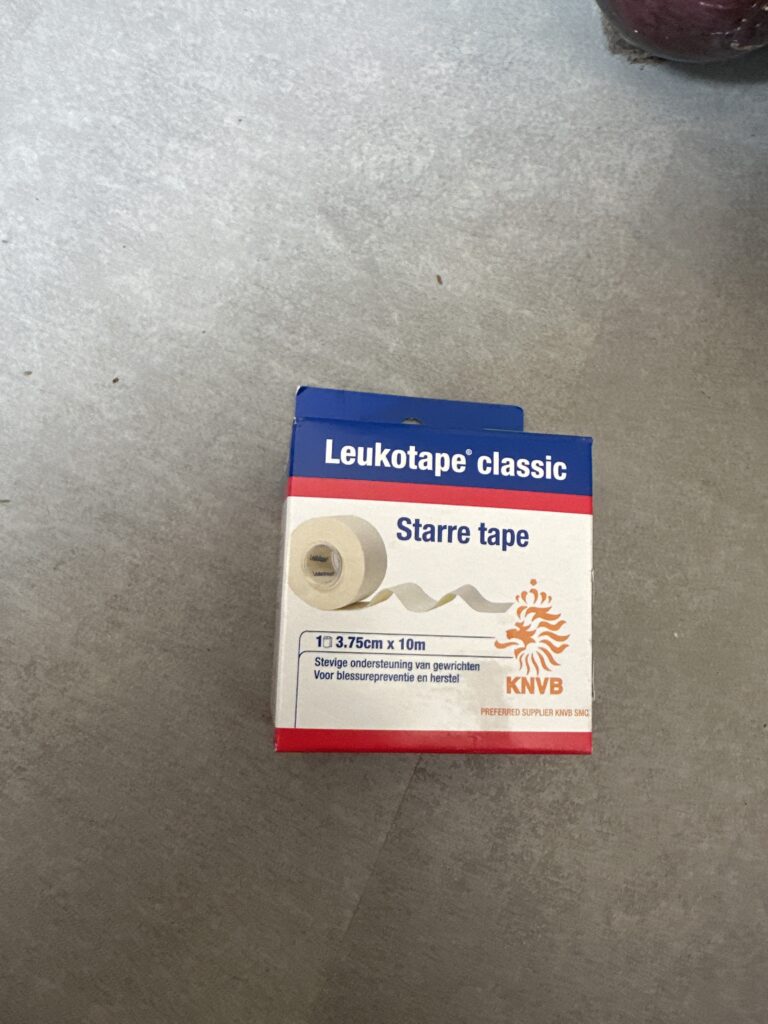 Leukotape® classic
Starre tape
1 3.75cm x 10m
Stevige ondersteuning van gewrichten
Voor blessurepreventie en herstel
KNVB
PREFERRED SUPPLIER KNVB SMC